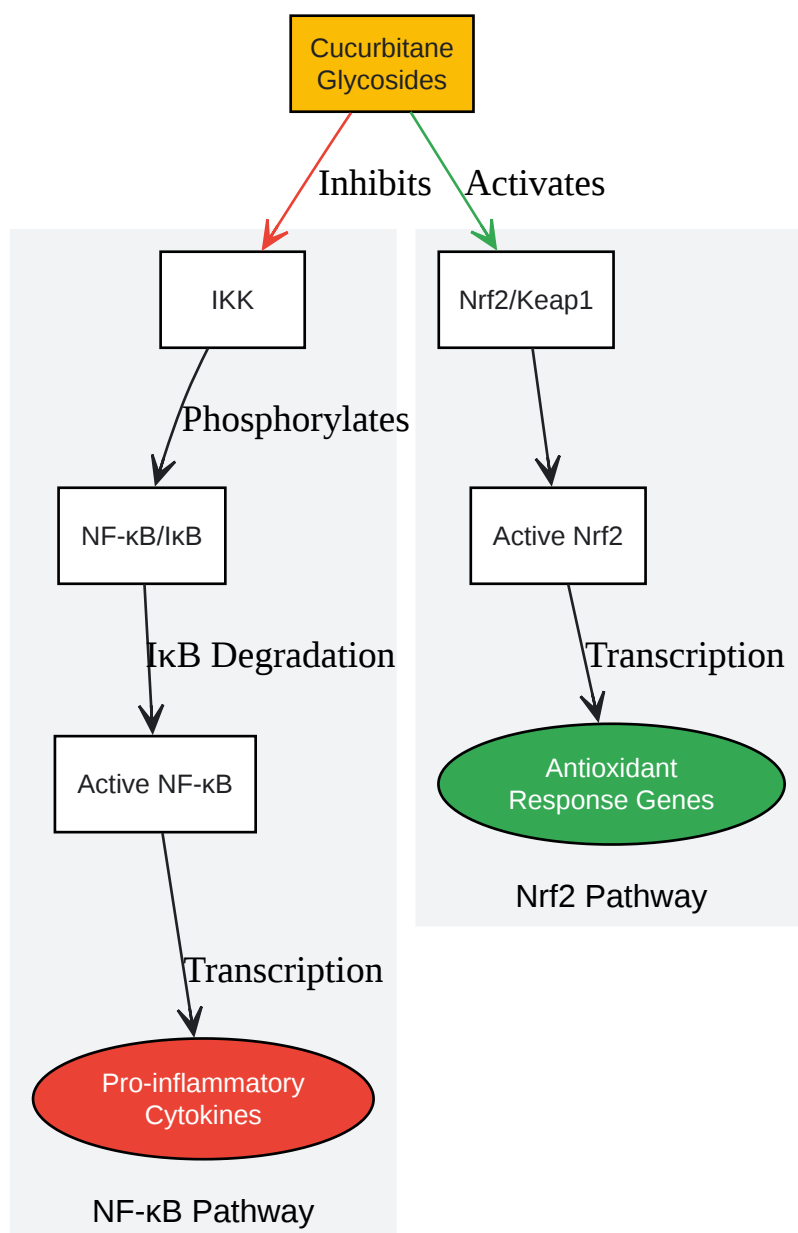 Cucurbitane
Glycosides
Inhibits
Activates
IKK
Nrf2/Keap1
Phosphorylates
NF-κB/IκB
Active Nrf2
IκB Degradation
Transcription
Active NF-κB
Antioxidant
Response Genes
Nrf2 Pathway
Transcription
Pro-inflammatory
Cytokines
NF-κB Pathway